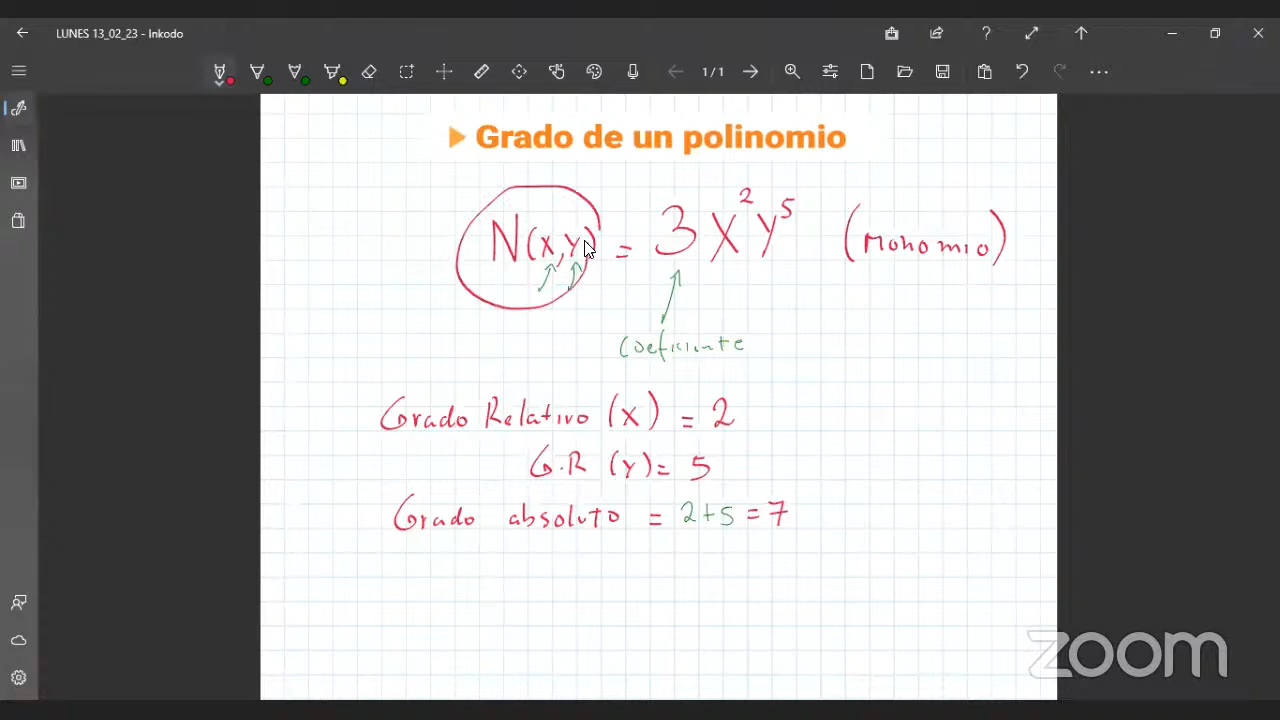 LUNES 13_02_23 - Inkodo
1 / 1
Grado de un polinomio
N(x,y) = 3x²y⁵ (Monomio)
Coeficiente
Grado Relativo (x) = 2
G.R (y) = 5
Grado absoluto = 2+5 = 7
zoom